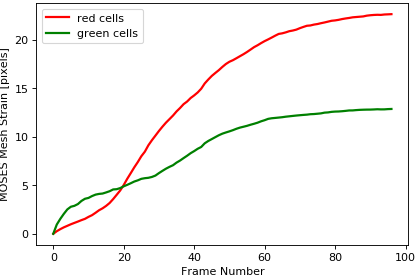 red cells
green cells
MOSES Mesh Strain [pixels]
20
15
10
5
0
0 20 40 60 80 100
Frame Number